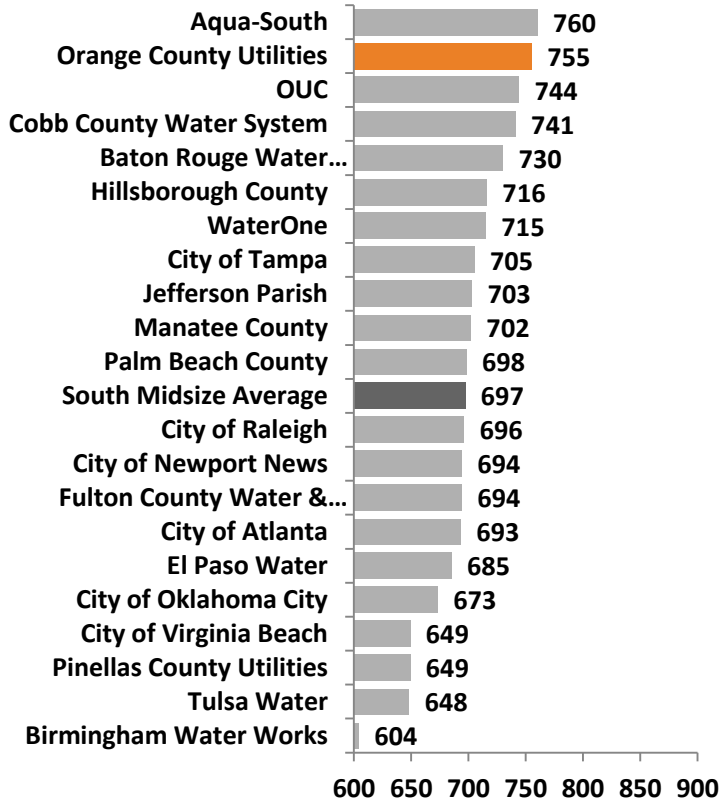 Aqua-South 760
Orange County Utilities 755
OUC 744
Cobb County Water System 741
Baton Rouge Water... 730
Hillsborough County 716
WaterOne 715
City of Tampa 705
Jefferson Parish 703
Manatee County 702
Palm Beach County 698
South Midsize Average 697
City of Raleigh 696
City of Newport News 694
Fulton County Water &... 694
City of Atlanta 693
El Paso Water 685
City of Oklahoma City 673
City of Virginia Beach 649
Pinellas County Utilities 649
Tulsa Water 648
Birmingham Water Works 604
600 650 700 750 800 850 900